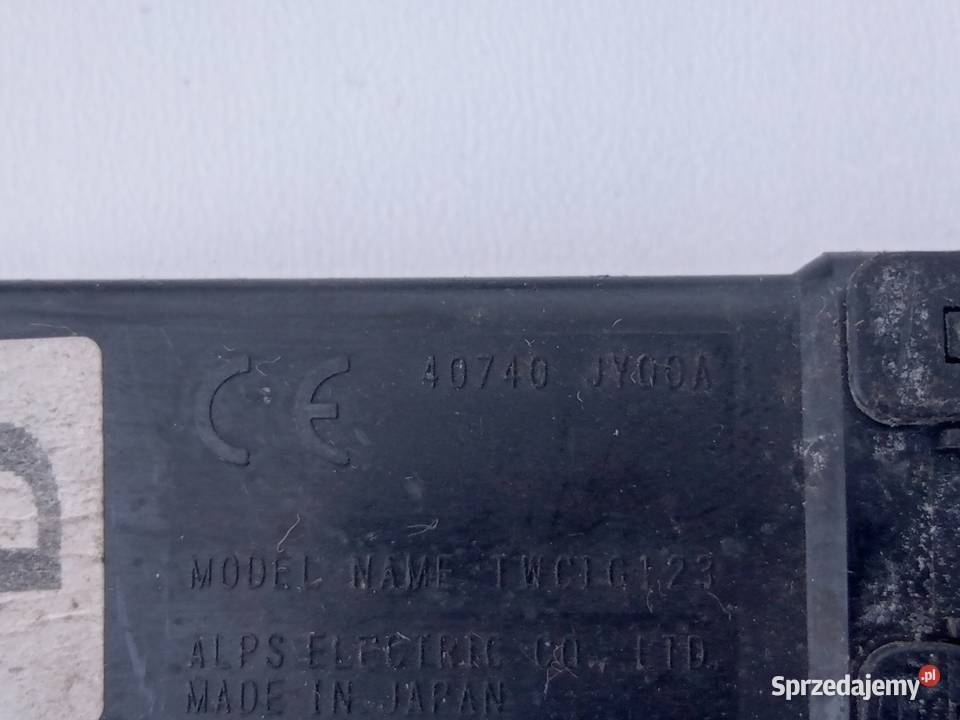 CE 40740 JY00A
MODEL NAME TWC1G123
ALPS ELECTRIC CO., LTD.
MADE IN JAPAN
Sprzedajemy.pl